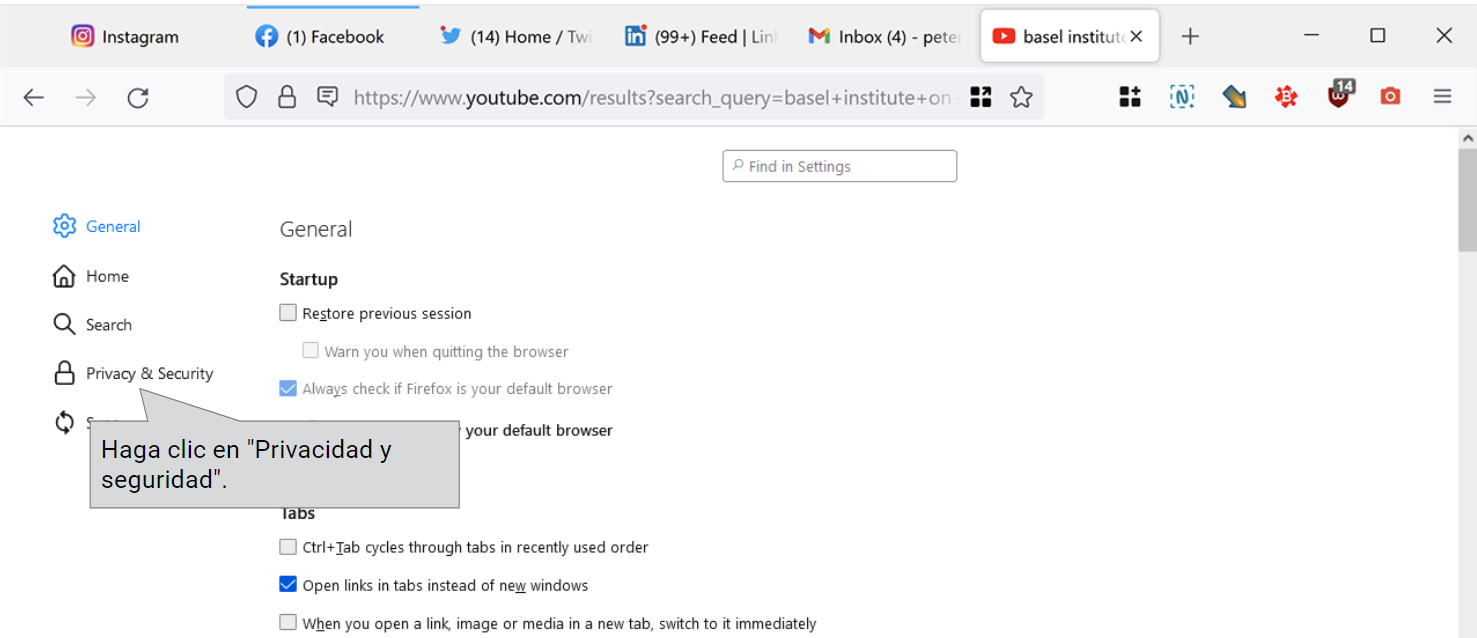 Instagram
(1) Facebook
(14) Home / Twi
(99+) Feed | Lin
Inbox (4) - peter
basel institute
https://www.youtube.com/results?search_query=basel+institute+on
14
Find in Settings
General
Home
Search
Privacy & Security
General
Startup
Restore previous session
Warn you when quitting the browser
Always check if Firefox is your default browser
your default browser
Haga clic en "Privacidad y
seguridad".
Tabs
Ctrl+Tab cycles through tabs in recently used order
Open links in tabs instead of new windows
When you open a link, image or media in a new tab, switch to it immediately